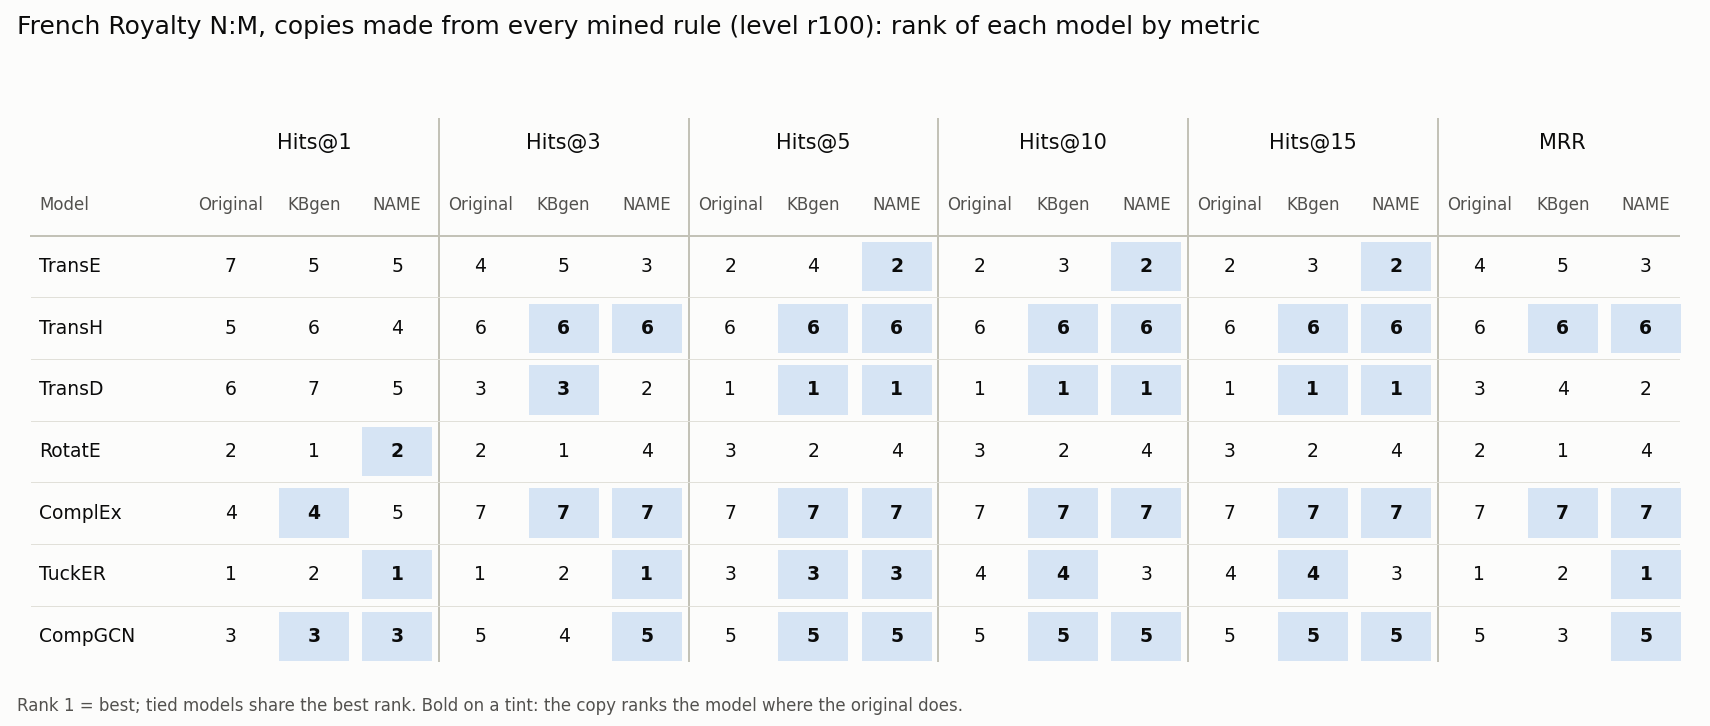 French Royalty N:M, copies made from every mined rule (level r100): rank of each model by metric
Hits@1 Hits@3 Hits@5 Hits@10 Hits@15 MRR
Model Original KBgen NAME Original KBgen NAME Original KBgen NAME Original KBgen NAME Original KBgen NAME Original KBgen NAME
TransE 7 5 5 4 5 3 2 4 2 2 3 2 2 3 2 4 5 3
TransH 5 6 4 6 6 6 6 6 6 6 6 6 6 6 6 6 6 6
TransD 6 7 5 3 3 2 1 1 1 1 1 1 1 1 1 3 4 2
RotatE 2 1 2 2 1 4 3 2 4 3 2 4 3 2 4 2 1 4
ComplEx 4 4 5 7 7 7 7 7 7 7 7 7 7 7 7 7 7 7
TuckER 1 2 1 1 2 1 3 3 3 4 4 3 4 4 3 1 2 1
CompGCN 3 3 3 5 4 5 5 5 5 5 5 5 5 5 5 5 3 5
Rank 1 = best; tied models share the best rank. Bold on a tint: the copy ranks the model where the original does.